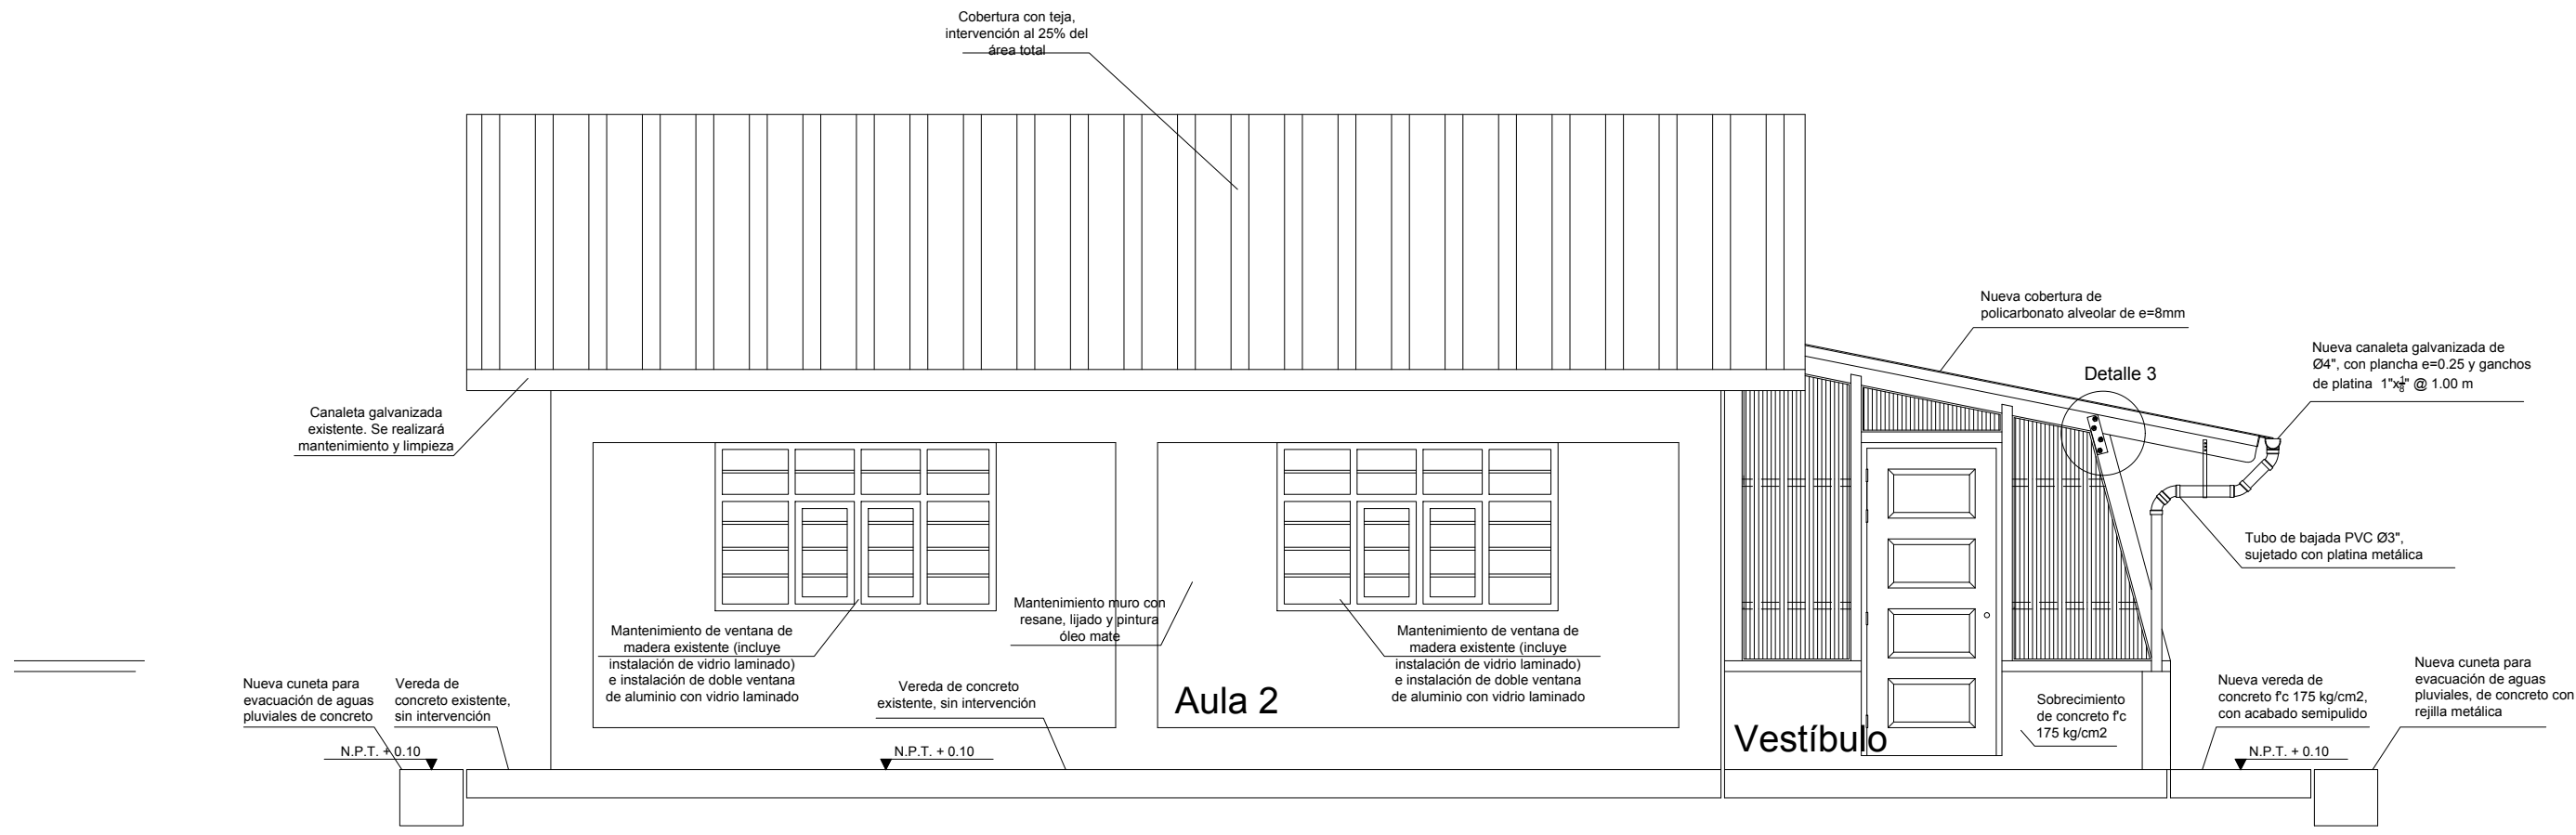 Cobertura con teja,
intervención al 25% del
área total
Nueva cobertura de
policarbonato alveolar de e=8mm
Nueva canaleta galvanizada de
Ø4", con plancha e=0.25 y ganchos
de platina 1"x1/8" @ 1.00 m
Detalle 3
Canaleta galvanizada
existente. Se realizará
mantenimiento y limpieza
Tubo de bajada PVC Ø3",
sujetado con platina metálica
Mantenimiento de ventana de
madera existente (incluye
instalación de vidrio laminado)
e instalación de doble ventana
de aluminio con vidrio laminado
Mantenimiento muro con
resane, lijado y pintura
óleo mate
Mantenimiento de ventana de
madera existente (incluye
instalación de vidrio laminado)
e instalación de doble ventana
de aluminio con vidrio laminado
Nueva cuneta para
evacuación de aguas
pluviales de concreto
Vereda de
concreto existente,
sin intervención
Vereda de concreto
existente, sin intervención
Aula 2
Vestíbulo
Sobrecimiento
de concreto f'c
175 kg/cm2
Nueva vereda de
concreto f'c 175 kg/cm2,
con acabado semipulido
Nueva cuneta para
evacuación de aguas
pluviales, de concreto con
rejilla metálica
N.P.T. + 0.10
N.P.T. + 0.10
N.P.T. + 0.10